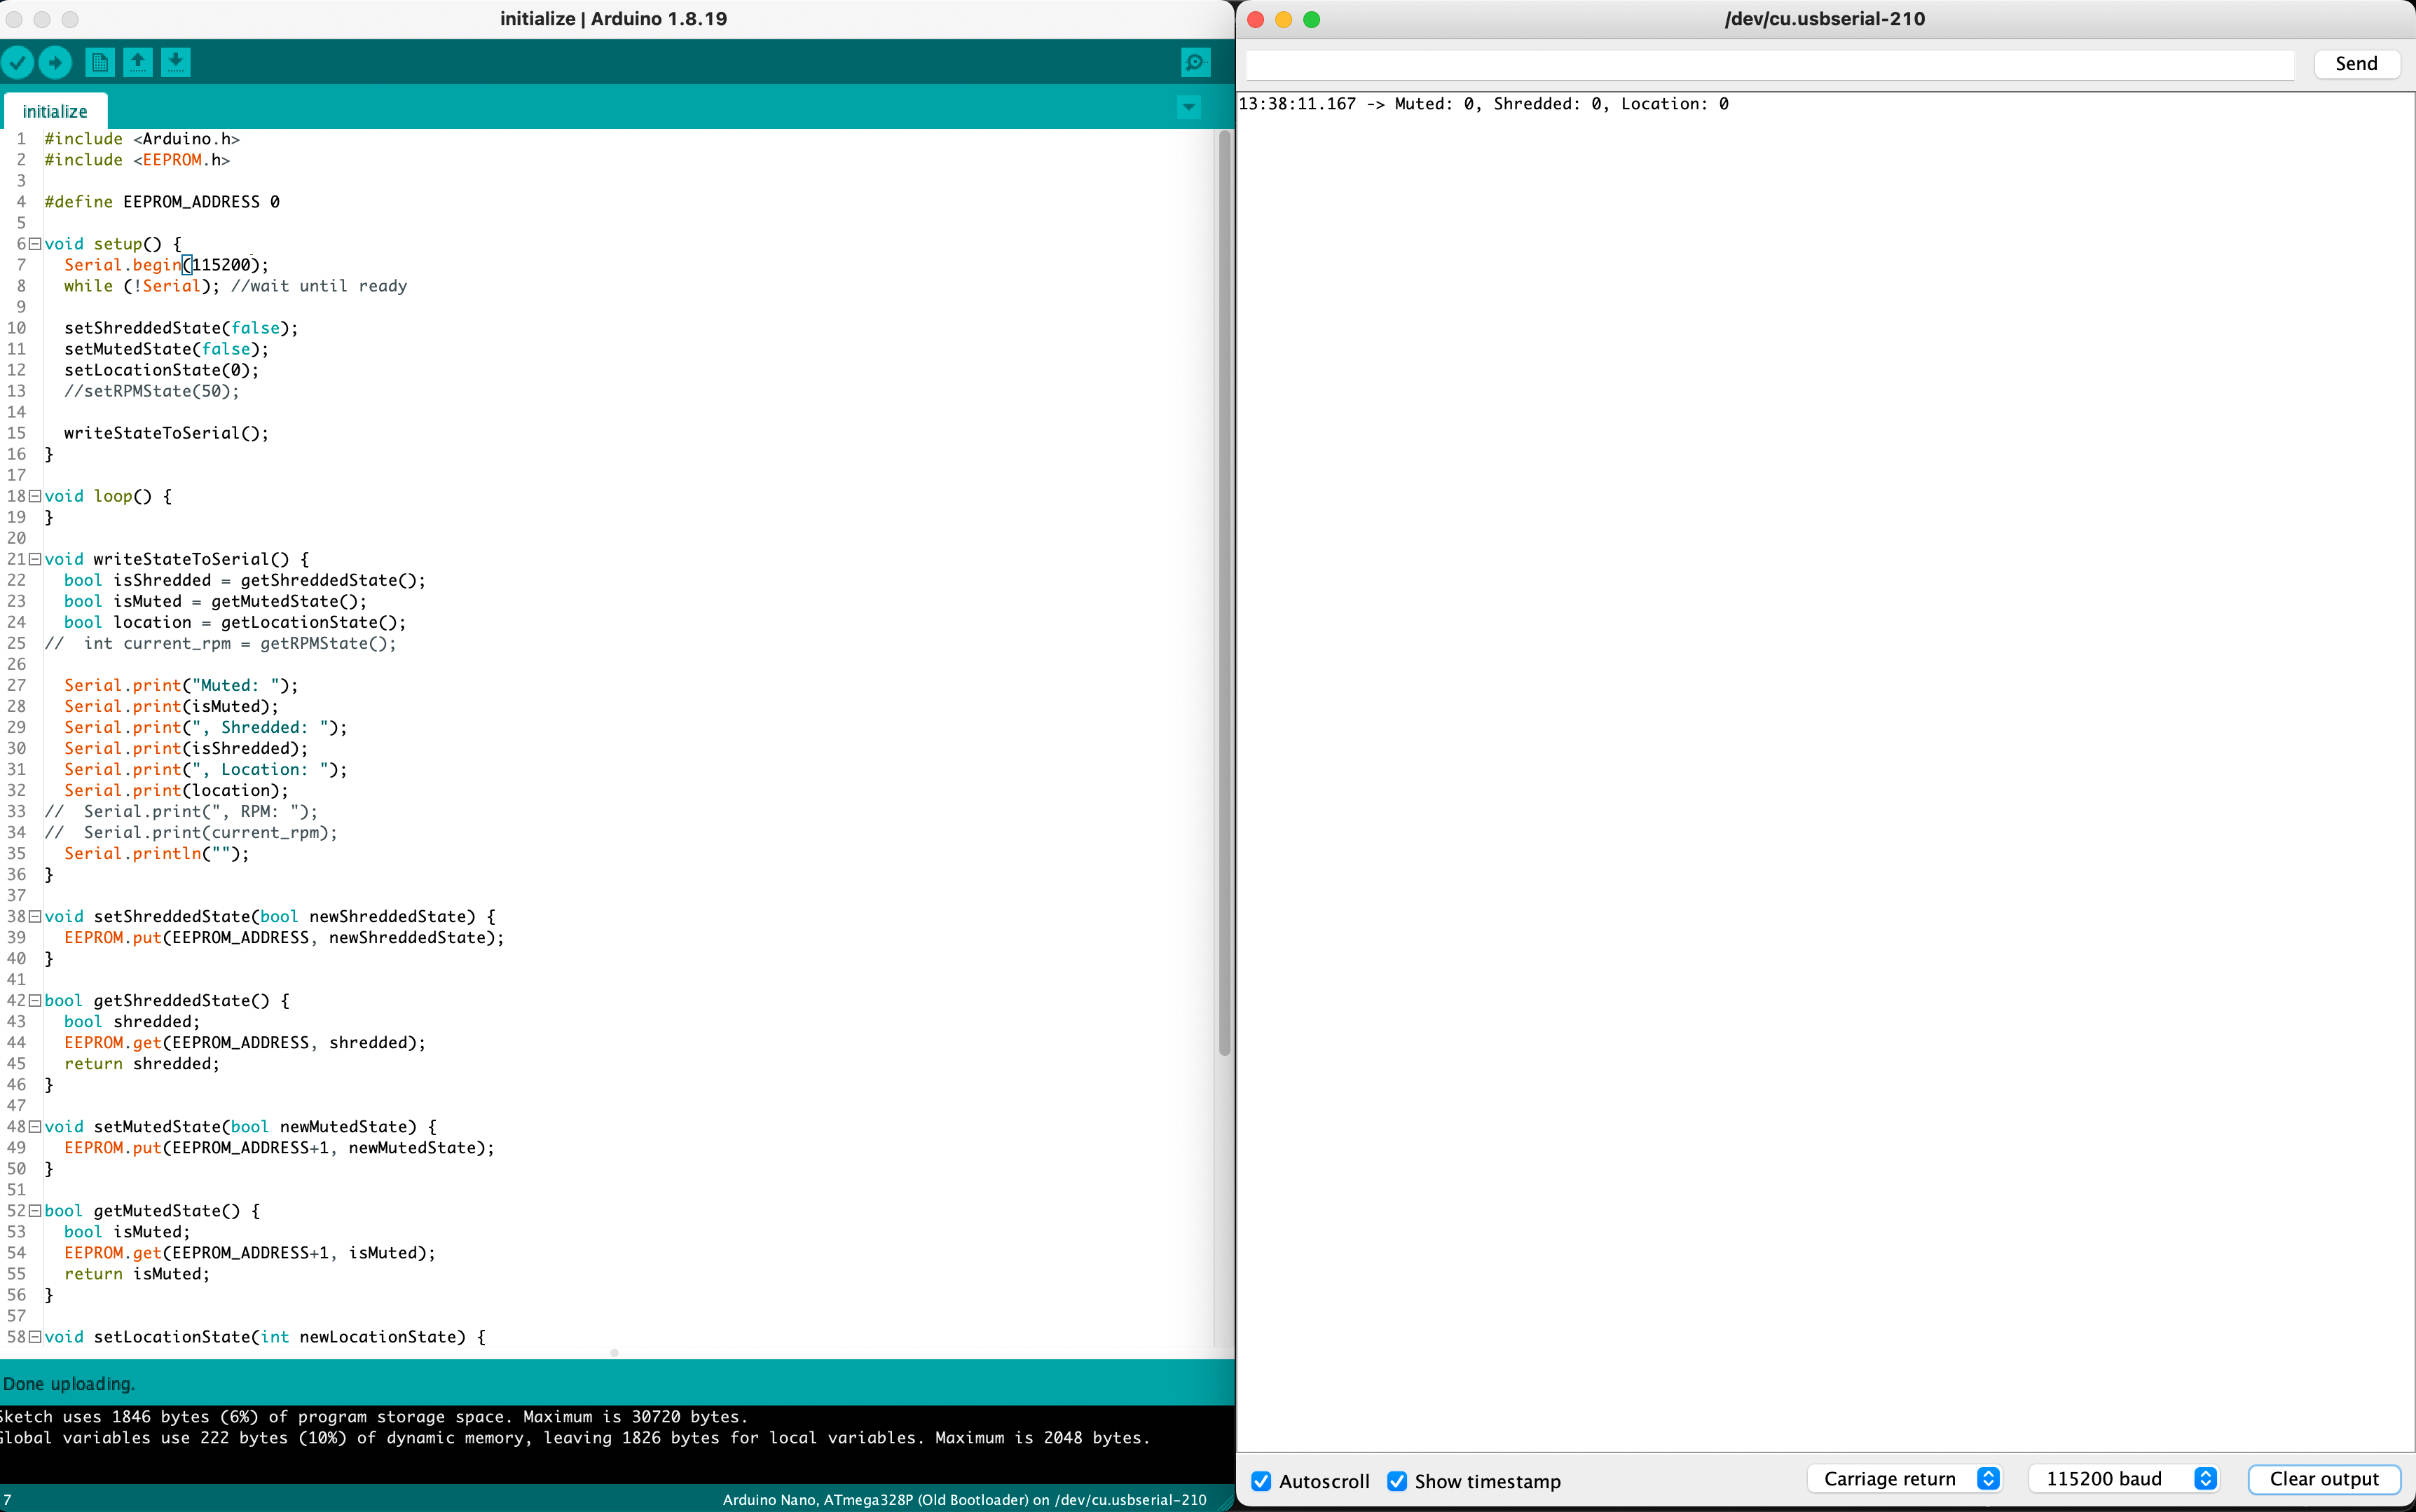 initialize | Arduino 1.8.19
initialize
1 #include <Arduino.h>
2 #include <EEPROM.h>
3
4 #define EEPROM_ADDRESS 0
5
6 void setup() {
7   Serial.begin(115200);
8   while (!Serial); //wait until ready
9
10   setShreddedState(false);
11   setMutedState(false);
12   setLocationState(0);
13   //setRPMState(50);
14
15   writeStateToSerial();
16 }
17
18 void loop() {
19 }
20
21 void writeStateToSerial() {
22   bool isShredded = getShreddedState();
23   bool isMuted = getMutedState();
24   bool location = getLocationState();
25 //  int current_rpm = getRPMState();
26
27   Serial.print("Muted: ");
28   Serial.print(isMuted);
29   Serial.print(", Shredded: ");
30   Serial.print(isShredded);
31   Serial.print(", Location: ");
32   Serial.print(location);
33 //  Serial.print(", RPM: ");
34 //  Serial.print(current_rpm);
35   Serial.println("");
36 }
37
38 void setShreddedState(bool newShreddedState) {
39   EEPROM.put(EEPROM_ADDRESS, newShreddedState);
40 }
41
42 bool getShreddedState() {
43   bool shredded;
44   EEPROM.get(EEPROM_ADDRESS, shredded);
45   return shredded;
46 }
47
48 void setMutedState(bool newMutedState) {
49   EEPROM.put(EEPROM_ADDRESS+1, newMutedState);
50 }
51
52 bool getMutedState() {
53   bool isMuted;
54   EEPROM.get(EEPROM_ADDRESS+1, isMuted);
55   return isMuted;
56 }
57
58 void setLocationState(int newLocationState) {
Done uploading.
Sketch uses 1846 bytes (6%) of program storage space. Maximum is 30720 bytes.
Global variables use 222 bytes (10%) of dynamic memory, leaving 1826 bytes for local variables. Maximum is 2048 bytes.
7
Arduino Nano, ATmega328P (Old Bootloader) on /dev/cu.usbserial-210
/dev/cu.usbserial-210
Send
13:38:11.167 -> Muted: 0, Shredded: 0, Location: 0
Autoscroll
Show timestamp
Carriage return
115200 baud
Clear output